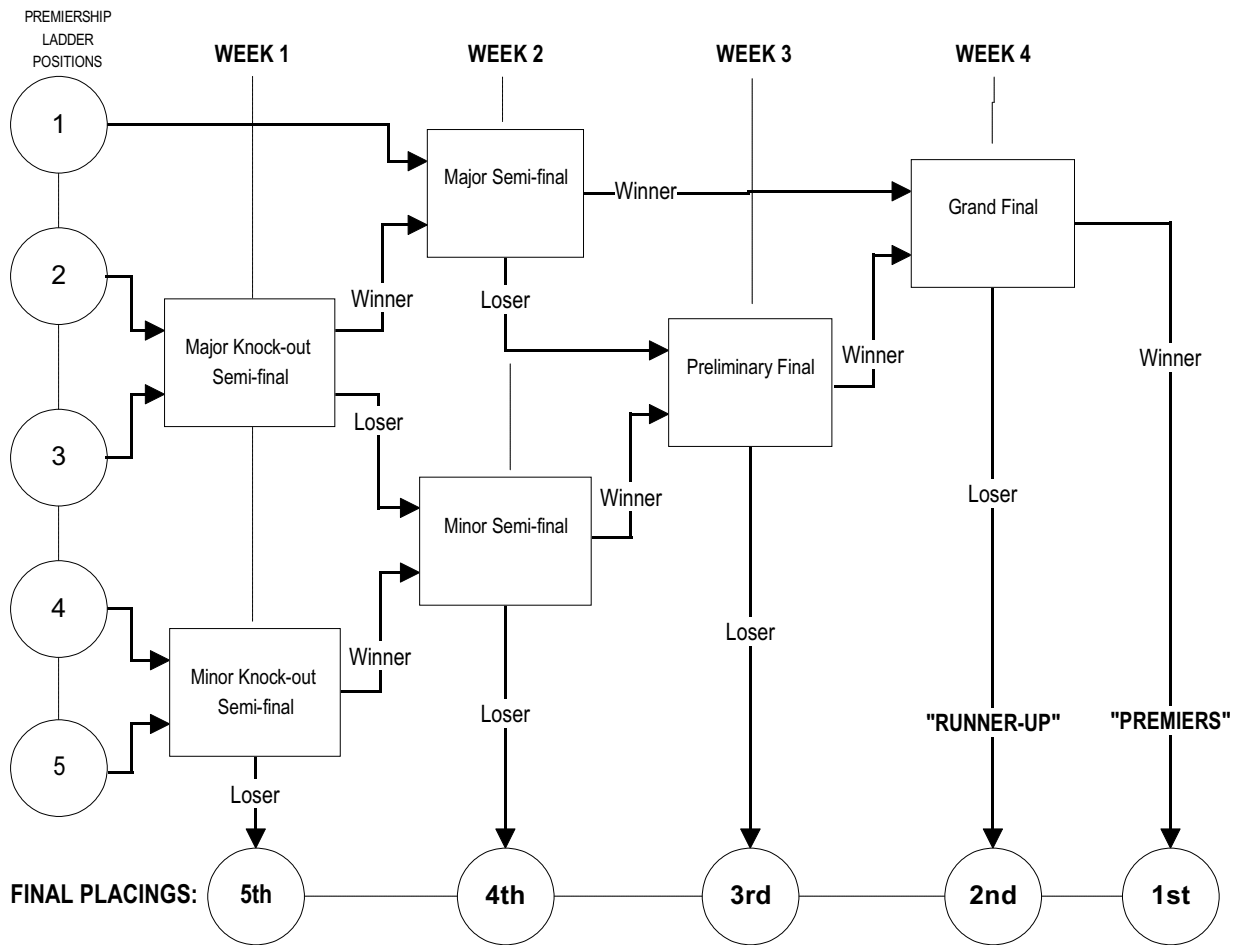 PREMIERSHIP
LADDER
POSITIONS
WEEK 1
WEEK 2
WEEK 3
WEEK 4
1
Major Semi-final
Winner
Grand Final
2
Winner
Loser
Major Knock-out
Semi-final
Preliminary Final
Winner
Winner
3
Loser
Winner
Loser
Minor Semi-final
4
Loser
Winner
Minor Knock-out
Semi-final
Loser
"RUNNER-UP"
"PREMIERS"
5
Loser
FINAL PLACINGS:
5th
4th
3rd
2nd
1st